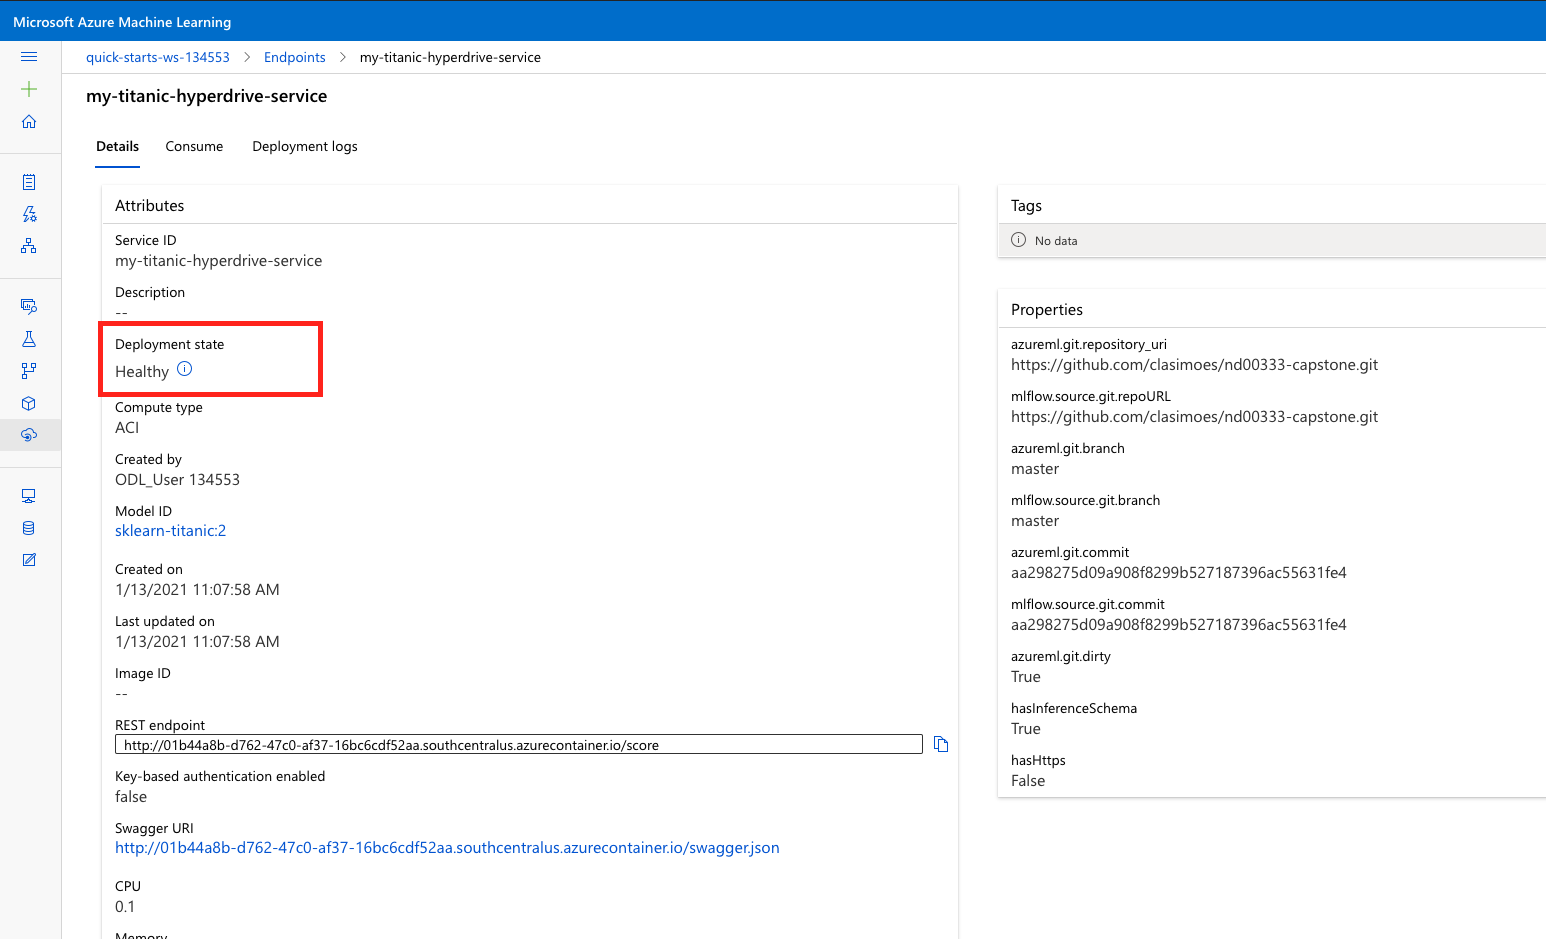 Microsoft Azure Machine Learning
quick-starts-ws-134553 > Endpoints > my-titanic-hyperdrive-service
my-titanic-hyperdrive-service
Details Consume Deployment logs
Attributes
Service ID
my-titanic-hyperdrive-service
Description
--
Deployment state
Healthy
Compute type
ACI
Created by
ODL_User 134553
Model ID
sklearn-titanic:2
Created on
1/13/2021 11:07:58 AM
Last updated on
1/13/2021 11:07:58 AM
Image ID
--
REST endpoint
http://01b44a8b-d762-47c0-af37-16bc6cdf52aa.southcentralus.azurecontainer.io/score
Key-based authentication enabled
false
Swagger URI
http://01b44a8b-d762-47c0-af37-16bc6cdf52aa.southcentralus.azurecontainer.io/swagger.json
CPU
0.1
Memory
Tags
No data
Properties
azureml.git.repository_uri
https://github.com/clasimoes/nd00333-capstone.git
mlflow.source.git.repoURL
https://github.com/clasimoes/nd00333-capstone.git
azureml.git.branch
master
mlflow.source.git.branch
master
azureml.git.commit
aa298275d09a908f8299b527187396ac55631fe4
mlflow.source.git.commit
aa298275d09a908f8299b527187396ac55631fe4
azureml.git.dirty
True
hasInferenceSchema
True
hasHttps
False